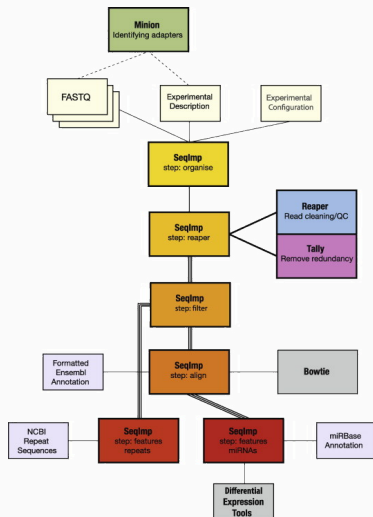 Minion
Identifying adapters
FASTQ
Experimental
Description
Experimental
Configuration
SeqImp
step: organise
SeqImp
step: reaper
Reaper
Read cleaning/QC
Tally
Remove redundancy
SeqImp
step: filter
Formatted
Ensembl
Annotation
SeqImp
step: align
Bowtie
NCBI
Repeat
Sequences
SeqImp
step: features
repeats
SeqImp
step: features
miRNAs
miRBase
Annotation
Differential
Expression
Tools